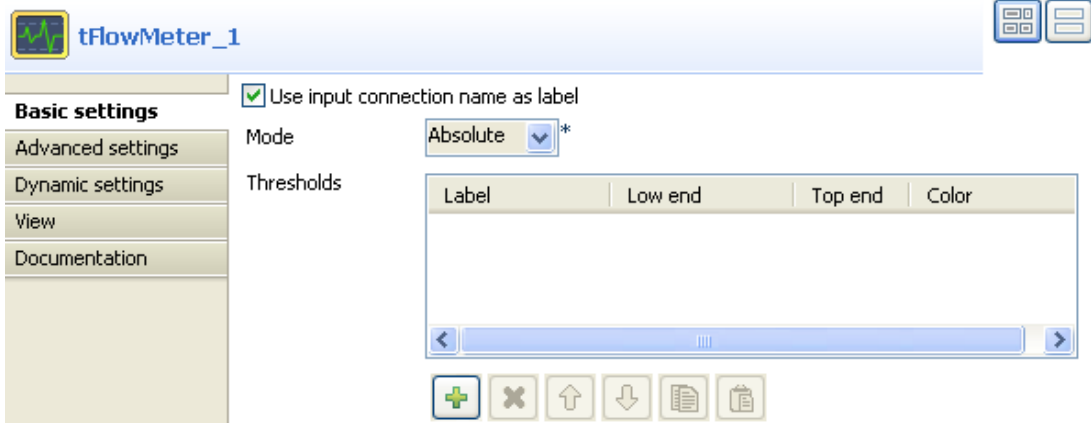 tFlowMeter_1
Basic settings
Advanced settings
Dynamic settings
View
Documentation
Use input connection name as label
Mode Absolute *
Thresholds
Label Low end Top end Color